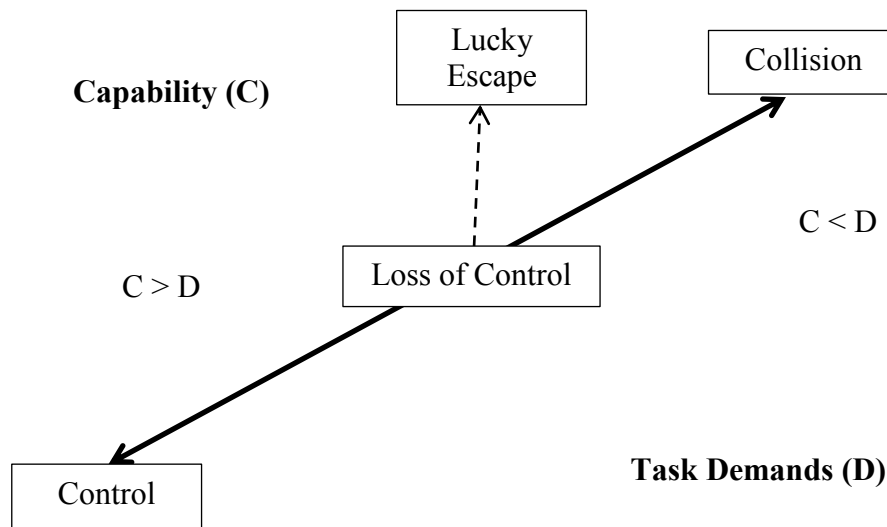 Lucky
Escape
Collision
Capability (C)
C < D
Loss of Control
C > D
Task Demands (D)
Control